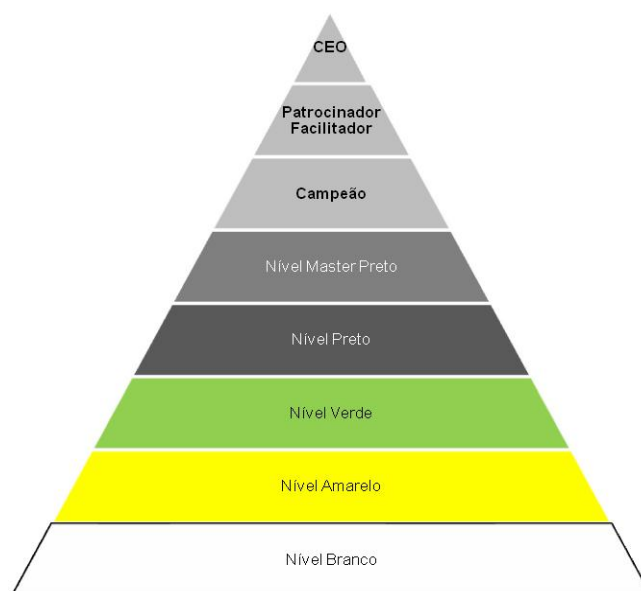 CEO
Patrocinador
Facilitador
Campeão
Nível Master Preto
Nível Preto
Nível Verde
Nível Amarelo
Nível Branco